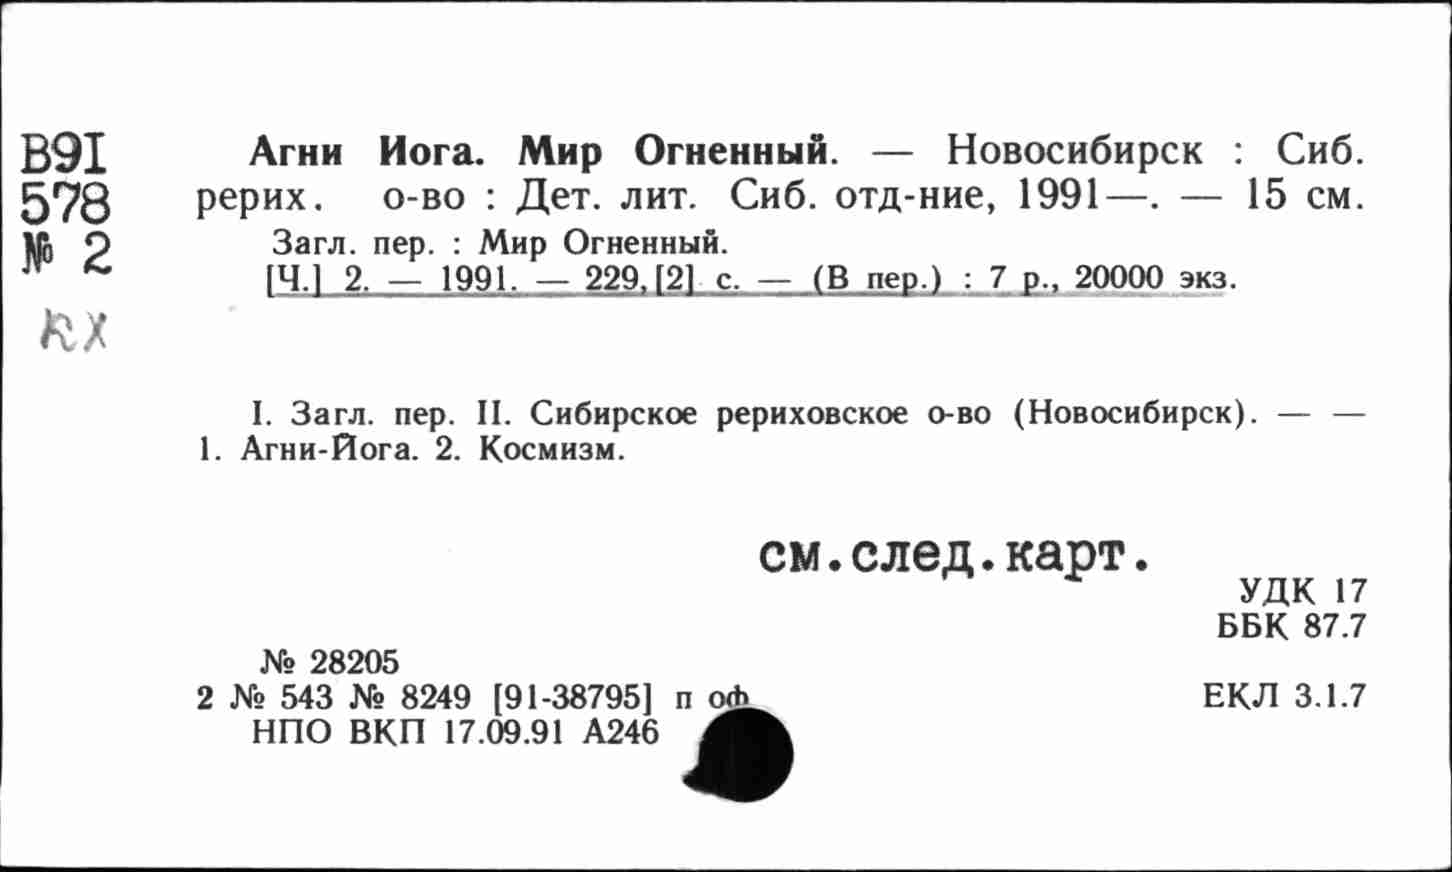 В9I
578
№ 2
КХ
Агни Иога. Мир Огненный. — Новосибирск : Сиб.
рерих. о-во : Дет. лит. Сиб. отд-ние, 1991—. — 15 см.
Загл. пер. : Мир Огненный.
[Ч.] 2. — 1991. — 229,[2] с. — (В пер.) : 7 р., 20000 экз.
I. Загл. пер. II. Сибирское рериховское о-во (Новосибирск). — —
1. Агни-Йога. 2. Космизм.
см.след.карт.
УДК 17
ББК 87.7
№ 28205
2 № 543 № 8249 [91-38795] п оф
ЕКЛ 3.1.7
НПО ВКП 17.09.91 А246